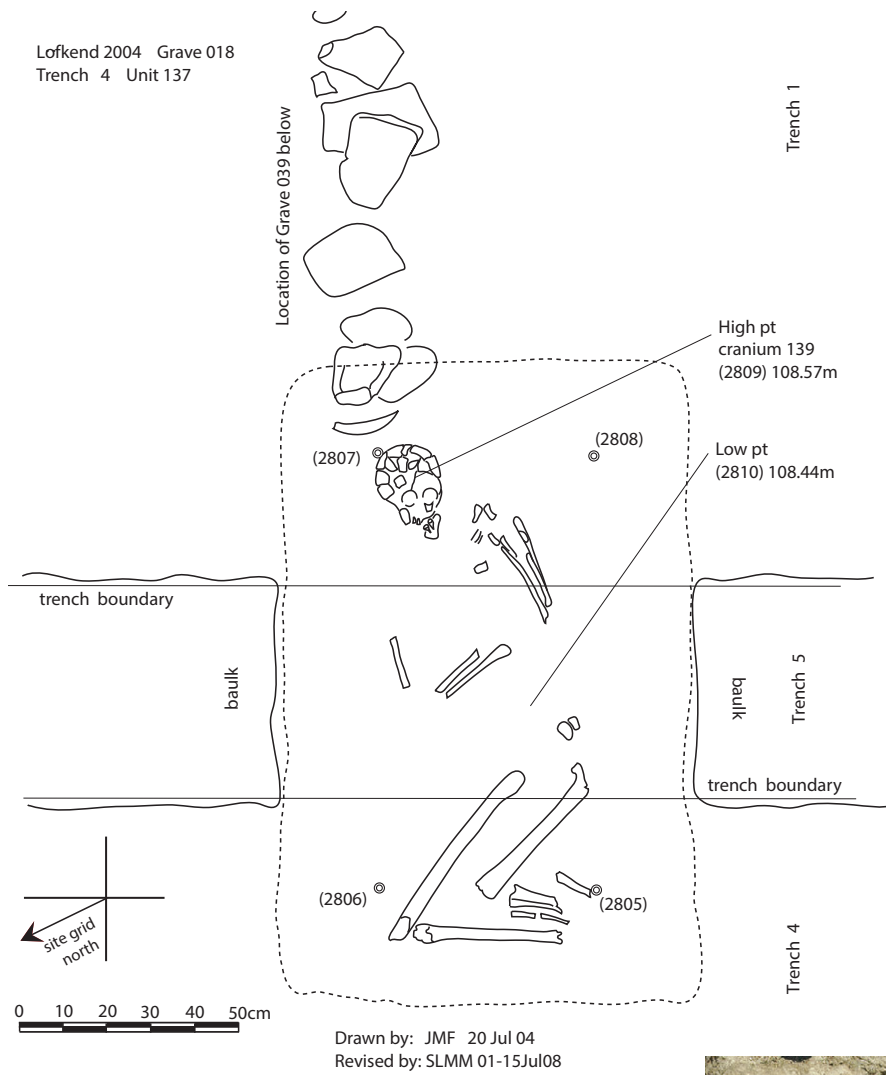 Lofkend 2004 Grave 018
Trench 4 Unit 137
Trench 1
Location of Grave 039 below
High pt
cranium 139
(2809) 108.57m
(2807)
(2808)
Low pt
(2810) 108.44m
trench boundary
baulk
baulk
Trench 5
trench boundary
(2806)
(2805)
site grid
north
Trench 4
0 10 20 30 40 50cm
Drawn by: JMF 20 Jul 04
Revised by: SLMM 01-15Jul08